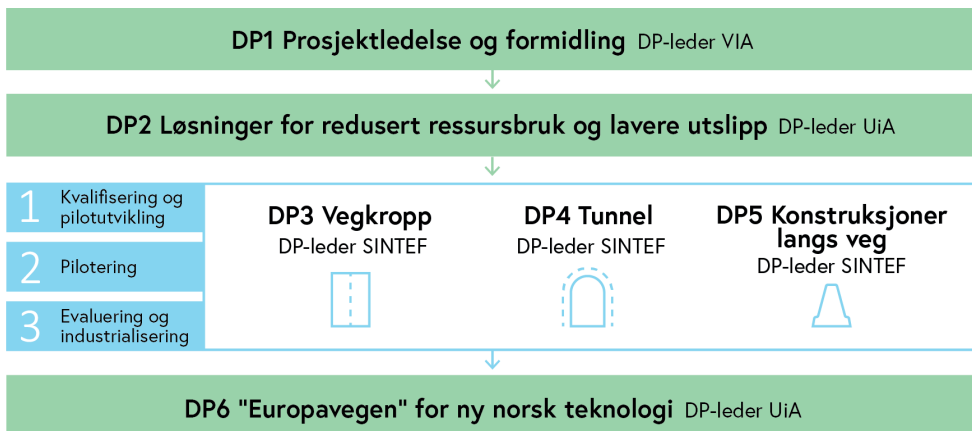 DP1 Prosjektledelse og formidling DP-leder VIA
DP2 Løsninger for redusert ressursbruk og lavere utslipp DP-leder UiA
1 Kvalifisering og
pilotutvikling
2 Pilotering
3 Evaluering og
industrialisering
DP3 Vegkropp
DP-leder SINTEF
DP4 Tunnel
DP-leder SINTEF
DP5 Konstruksjoner
langs veg
DP-leder SINTEF
DP6 "Europavegen" for ny norsk teknologi DP-leder UiA